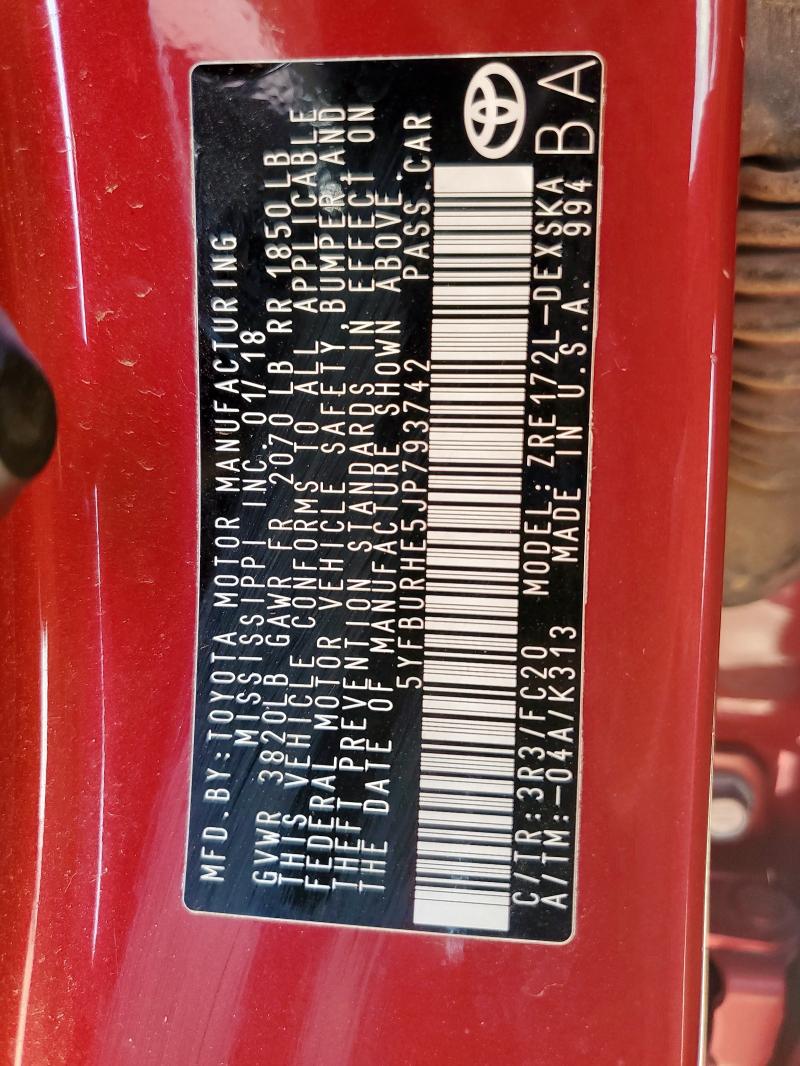 MFD.BY:TOYOTA MOTOR MANUFACTURING
MISSISSIPPI INC. 01/18
GVWR 3820LB GAWR FR 2070 LB RR 1850LB
THIS VEHICLE CONFORMS TO ALL APPLICABLE
FEDERAL MOTOR VEHICLE SAFETY, BUMPER AND
THEFT PREVENTION STANDARDS IN EFFECT ON
THE DATE OF MANUFACTURE SHOWN ABOVE.
5YFBURHE5JP793742 PASS.CAR
C/TR:3R3/FC20 MODEL:ZRE172L-DEXSKA
A/TM:-04A/K313 MADE IN U.S.A. 994
BA